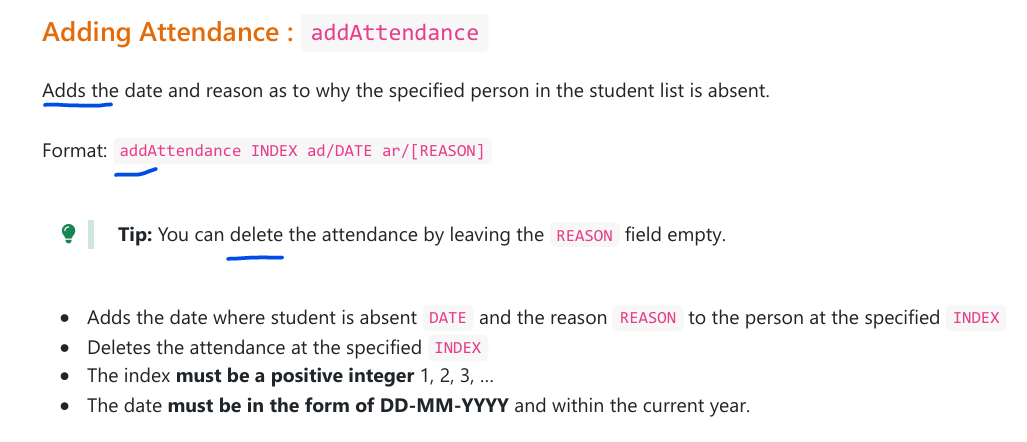 Adding Attendance : addAttendance
Adds the date and reason as to why the specified person in the student list is absent.
Format: addAttendance INDEX ad/DATE ar/[REASON]
Tip: You can delete the attendance by leaving the REASON field empty.
• Adds the date where student is absent DATE and the reason REASON to the person at the specified INDEX
• Deletes the attendance at the specified INDEX
• The index must be a positive integer 1, 2, 3, …
• The date must be in the form of DD-MM-YYYY and within the current year.